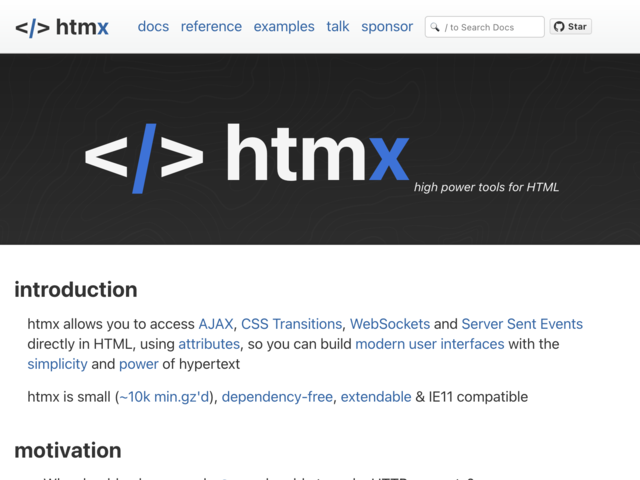 </> htmx docs reference examples talk sponsor / to Search Docs Star
</> htmx
high power tools for HTML
introduction
htmx allows you to access AJAX, CSS Transitions, WebSockets and Server Sent Events
directly in HTML, using attributes, so you can build modern user interfaces with the
simplicity and power of hypertext
htmx is small (~10k min.gz'd), dependency-free, extendable & IE11 compatible
motivation